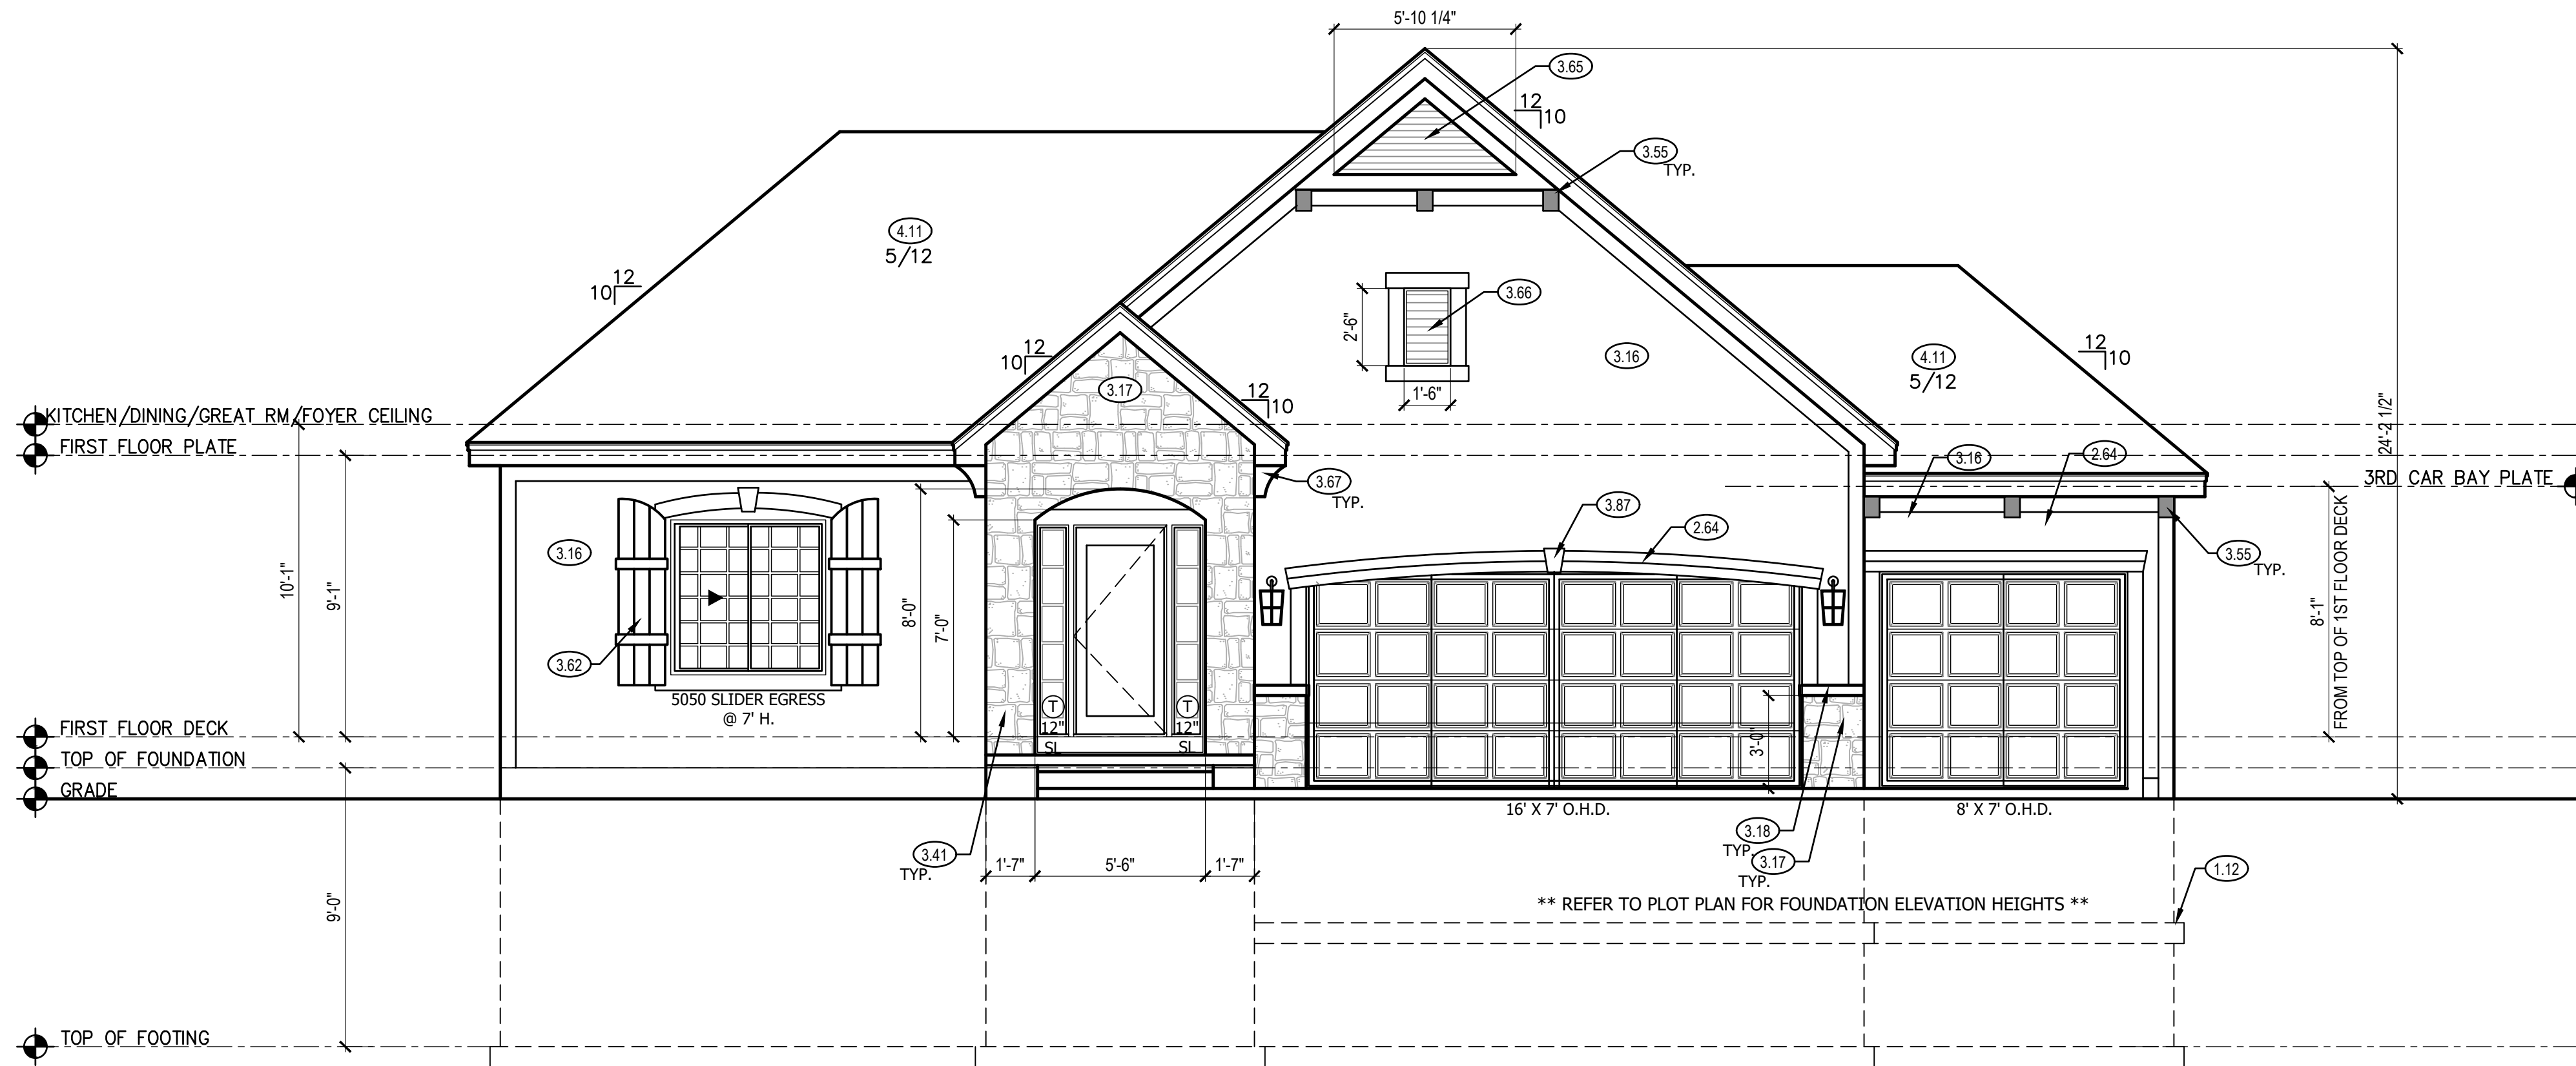 5'-10 1/4"
3.65
12
10
3.55
TYP.
4.11
5/12
12
10
3.66
2'-6"
1'-6"
3.16
12
10
3.17
12
10
4.11
5/12
12
10
24'-2 1/2"
KITCHEN/DINING/GREAT RM/FOYER CEILING
FIRST FLOOR PLATE
3.16
2.64
3RD CAR BAY PLATE
3.67
TYP.
3.87
2.64
3.16
3.55
TYP.
10'-1"
9'-1"
8'-0"
7'-0"
8'-1"
FROM TOP OF 1ST FLOOR DECK
3.62
5050 SLIDER EGRESS
@ 7' H.
T
12"
SL
T
12"
SL
3'-0"
FIRST FLOOR DECK
TOP OF FOUNDATION
GRADE
16' X 7' O.H.D.
8' X 7' O.H.D.
3.41
TYP.
1'-7"
5'-6"
1'-7"
3.18
TYP.
3.17
TYP.
1.12
9'-0"
** REFER TO PLOT PLAN FOR FOUNDATION ELEVATION HEIGHTS **
TOP OF FOOTING